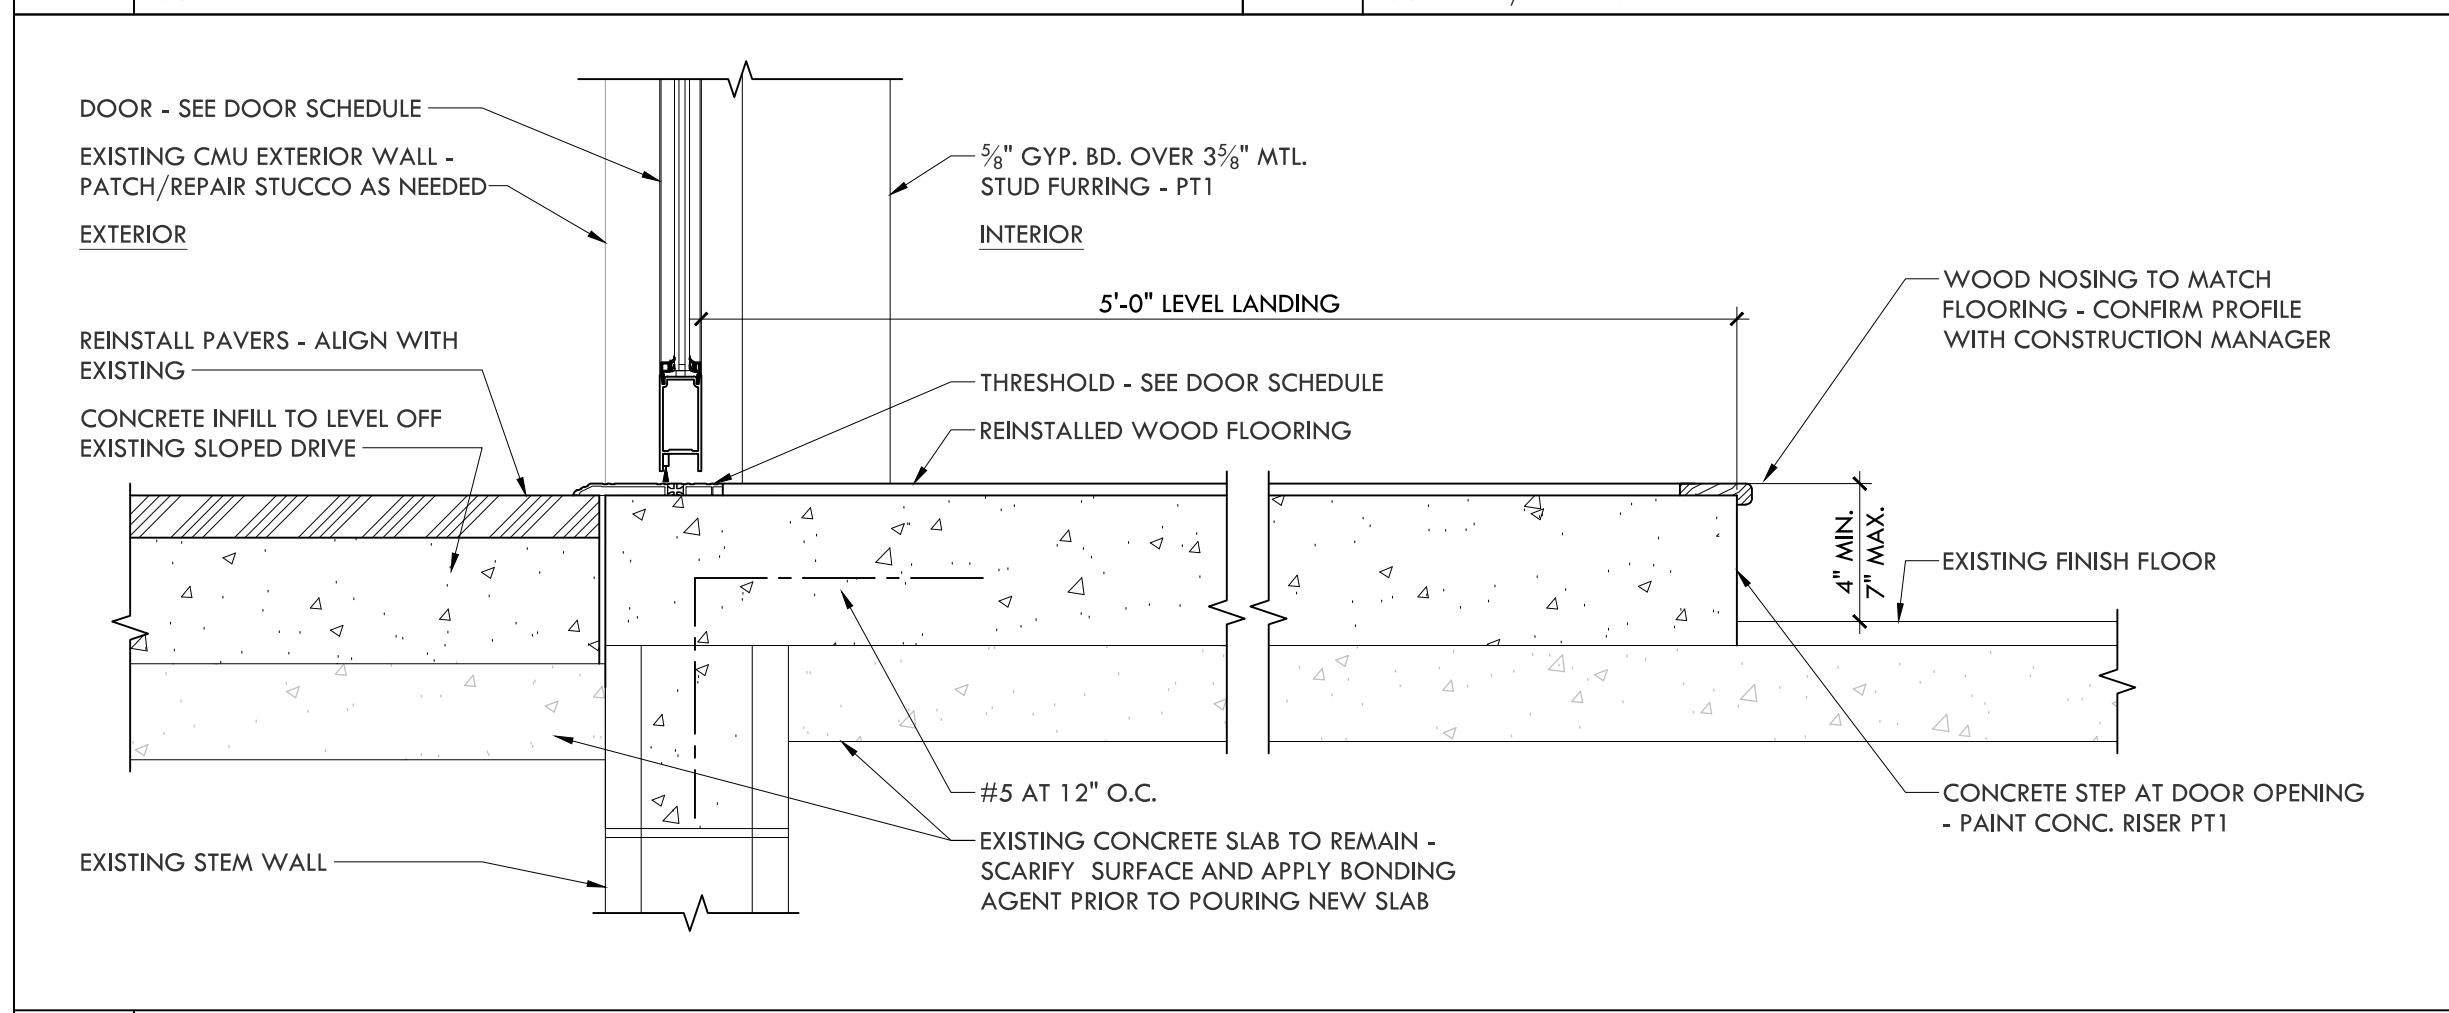 DOOR - SEE DOOR SCHEDULE
EXISTING CMU EXTERIOR WALL -
PATCH/REPAIR STUCCO AS NEEDED
EXTERIOR
REINSTALL PAVERS - ALIGN WITH
EXISTING
CONCRETE INFILL TO LEVEL OFF
EXISTING SLOPED DRIVE
EXISTING STEM WALL
⅝" GYP. BD. OVER 3⅝" MTL.
STUD FURRING - PT1
INTERIOR
5'-0" LEVEL LANDING
THRESHOLD - SEE DOOR SCHEDULE
REINSTALLED WOOD FLOORING
#5 AT 12" O.C.
EXISTING CONCRETE SLAB TO REMAIN -
SCARIFY SURFACE AND APPLY BONDING
AGENT PRIOR TO POURING NEW SLAB
WOOD NOSING TO MATCH
FLOORING - CONFIRM PROFILE
WITH CONSTRUCTION MANAGER
4" MIN.
7" MAX.
EXISTING FINISH FLOOR
CONCRETE STEP AT DOOR OPENING
- PAINT CONC. RISER PT1